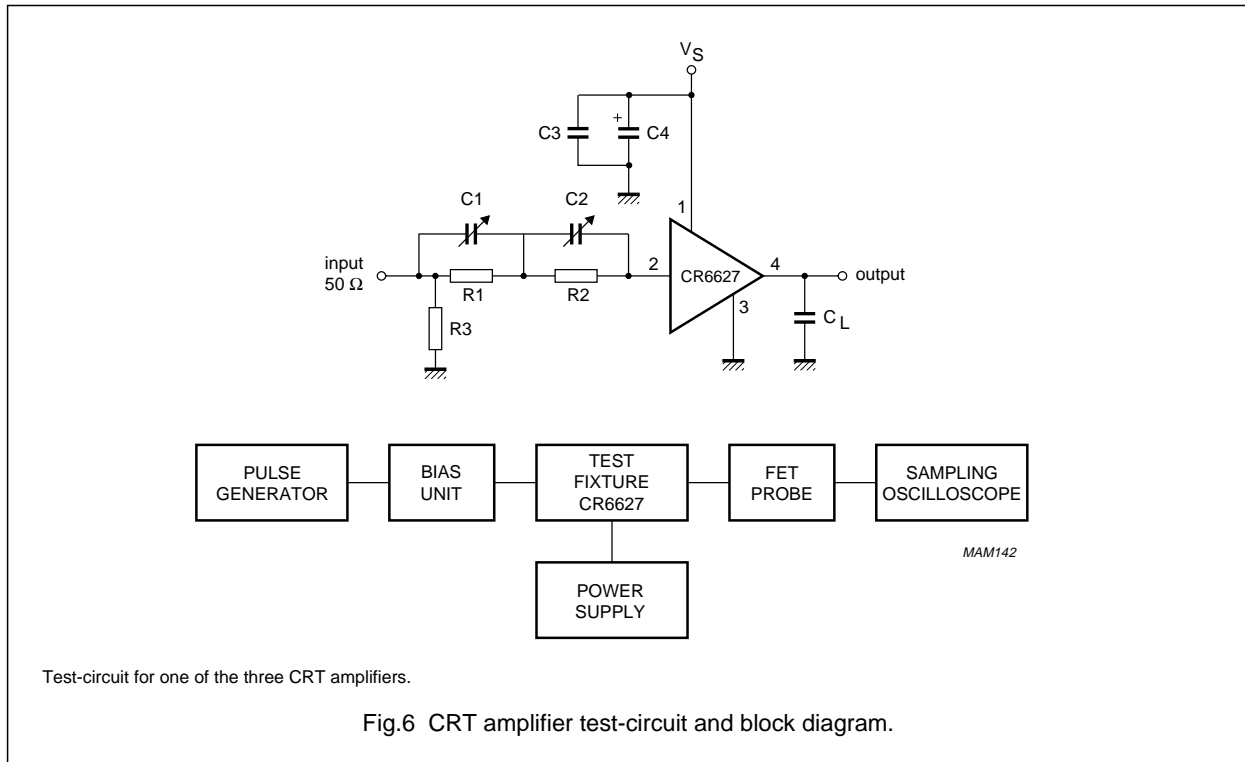 VS
C3
+
C4
C1
C2
1
input
50 Ω
2
CR6627
4
output
R1
R2
3
R3
CL
PULSE
GENERATOR
BIAS
UNIT
TEST
FIXTURE
CR6627
FET
PROBE
SAMPLING
OSCILLOSCOPE
MAM142
POWER
SUPPLY
Test-circuit for one of the three CRT amplifiers.
Fig.6 CRT amplifier test-circuit and block diagram.